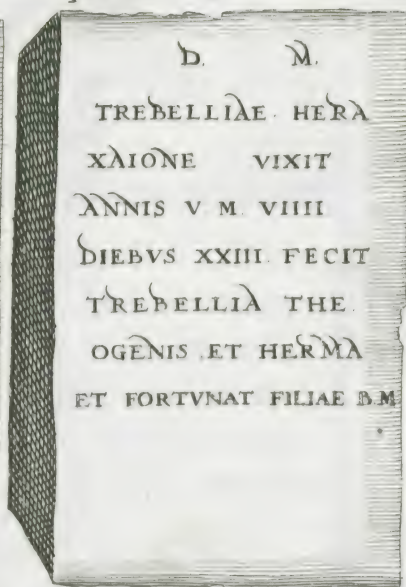 D. M.
TREBELLIAE HERA
XAIONE VIXIT
ANNIS V M VIIII
DIEBVS XXIII FECIT
TREBELLIA THE
OGENIS ET HERMA
ET FORTVNAT FILIAE B.M